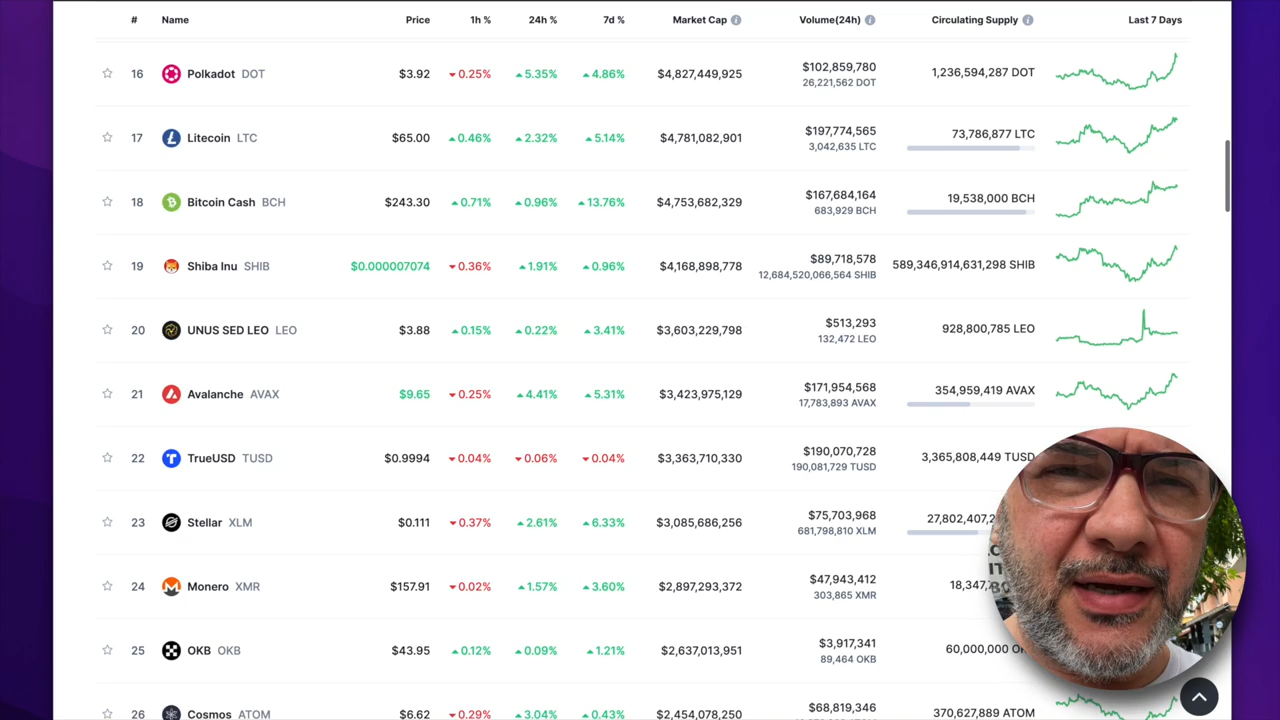 # Name Price 1h % 24h % 7d % Market Cap Volume(24h) Circulating Supply Last 7 Days
16 Polkadot DOT $3.92 0.25% 5.35% 4.86% $4,827,449,925 $102,859,780 1,236,594,287 DOT
26,221,562 DOT
17 Litecoin LTC $65.00 0.46% 2.32% 5.14% $4,781,082,901 $197,774,565 73,786,877 LTC
3,042,635 LTC
18 Bitcoin Cash BCH $243.30 0.71% 0.96% 13.76% $4,753,682,329 $167,684,164 19,538,000 BCH
683,929 BCH
19 Shiba Inu SHIB $0.000007074 0.36% 1.91% 0.96% $4,168,898,778 $89,718,578 589,346,914,631,298 SHIB
12,684,520,066,564 SHIB
20 UNUS SED LEO LEO $3.88 0.15% 0.22% 3.41% $3,603,229,798 $513,293 928,800,785 LEO
132,472 LEO
21 Avalanche AVAX $9.65 0.25% 4.41% 5.31% $3,423,975,129 $171,954,568 354,959,419 AVAX
17,783,893 AVAX
22 TrueUSD TUSD $0.9994 0.04% 0.06% 0.04% $3,363,710,330 $190,070,728 3,365,808,449 TUSD
190,081,729 TUSD
23 Stellar XLM $0.111 0.37% 2.61% 6.33% $3,085,686,256 $75,703,968 27,802,407,2
681,798,810 XLM
24 Monero XMR $157.91 0.02% 1.57% 3.60% $2,897,293,372 $47,943,412 18,347,
303,865 XMR
25 OKB OKB $43.95 0.12% 0.09% 1.21% $2,637,013,951 $3,917,341 60,000,000
89,464 OKB
26 Cosmos ATOM $6.62 0.29% 3.04% 0.43% $2,454,078,250 $68,819,346 370,627,889 ATOM